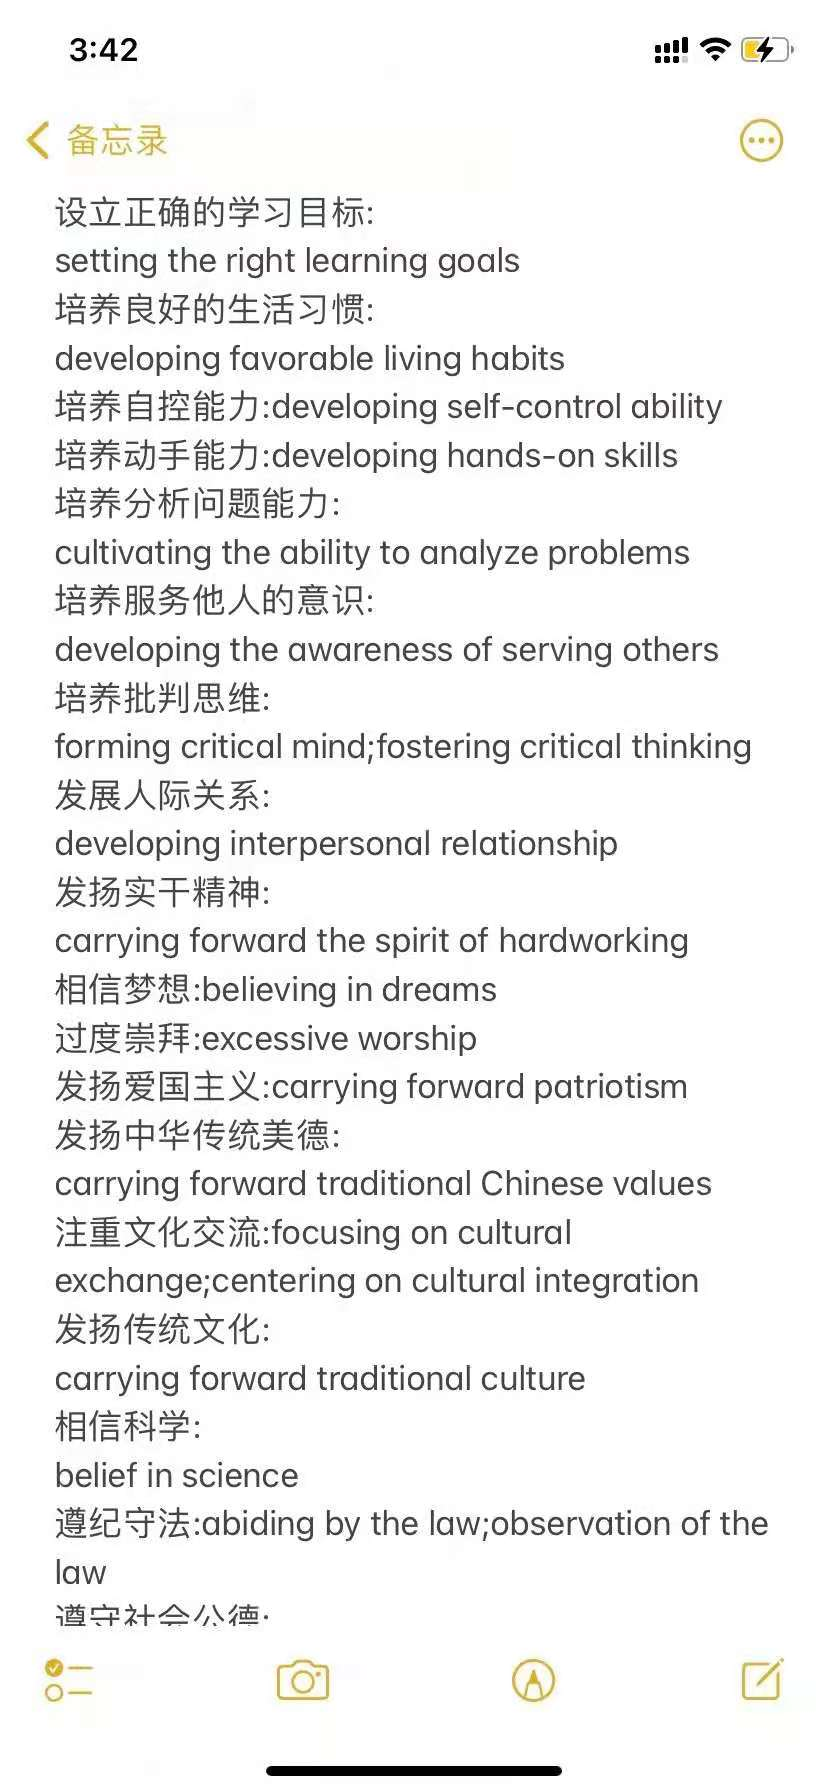 3:42
备忘录
设立正确的学习目标:
setting the right learning goals
培养良好的生活习惯:
developing favorable living habits
培养自控能力:developing self-control ability
培养动手能力:developing hands-on skills
培养分析问题能力:
cultivating the ability to analyze problems
培养服务他人的意识:
developing the awareness of serving others
培养批判思维:
forming critical mind;fostering critical thinking
发展人际关系:
developing interpersonal relationship
发扬实干精神:
carrying forward the spirit of hardworking
相信梦想:believing in dreams
过度崇拜:excessive worship
发扬爱国主义:carrying forward patriotism
发扬中华传统美德:
carrying forward traditional Chinese values
注重文化交流:focusing on cultural
exchange;centering on cultural integration
发扬传统文化:
carrying forward traditional culture
相信科学:
belief in science
遵纪守法:abiding by the law;observation of the
law
遵守社会公德: